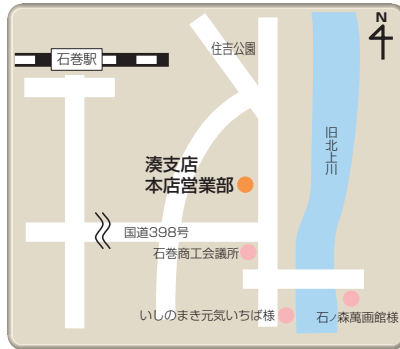 N
住吉公園
石巻駅
旧北上川
湊支店
本店営業部
国道398号
石巻商工会議所
いしのまき元気いちば様
石ノ森萬画館様